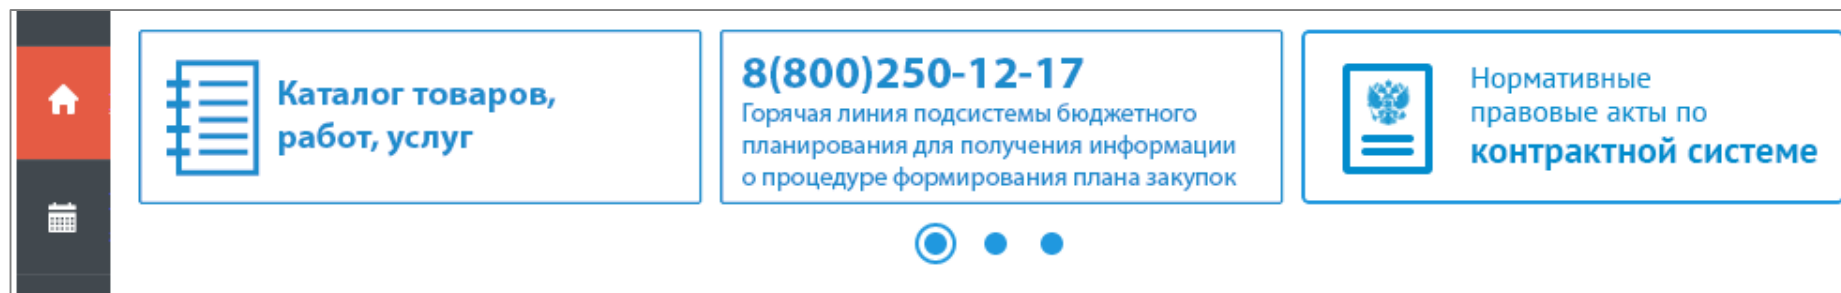 Каталог товаров,
работ, услуг
8(800)250-12-17
Горячая линия подсистемы бюджетного
планирования для получения информации
о процедуре формирования плана закупок
Нормативные
правовые акты по
контрактной системе